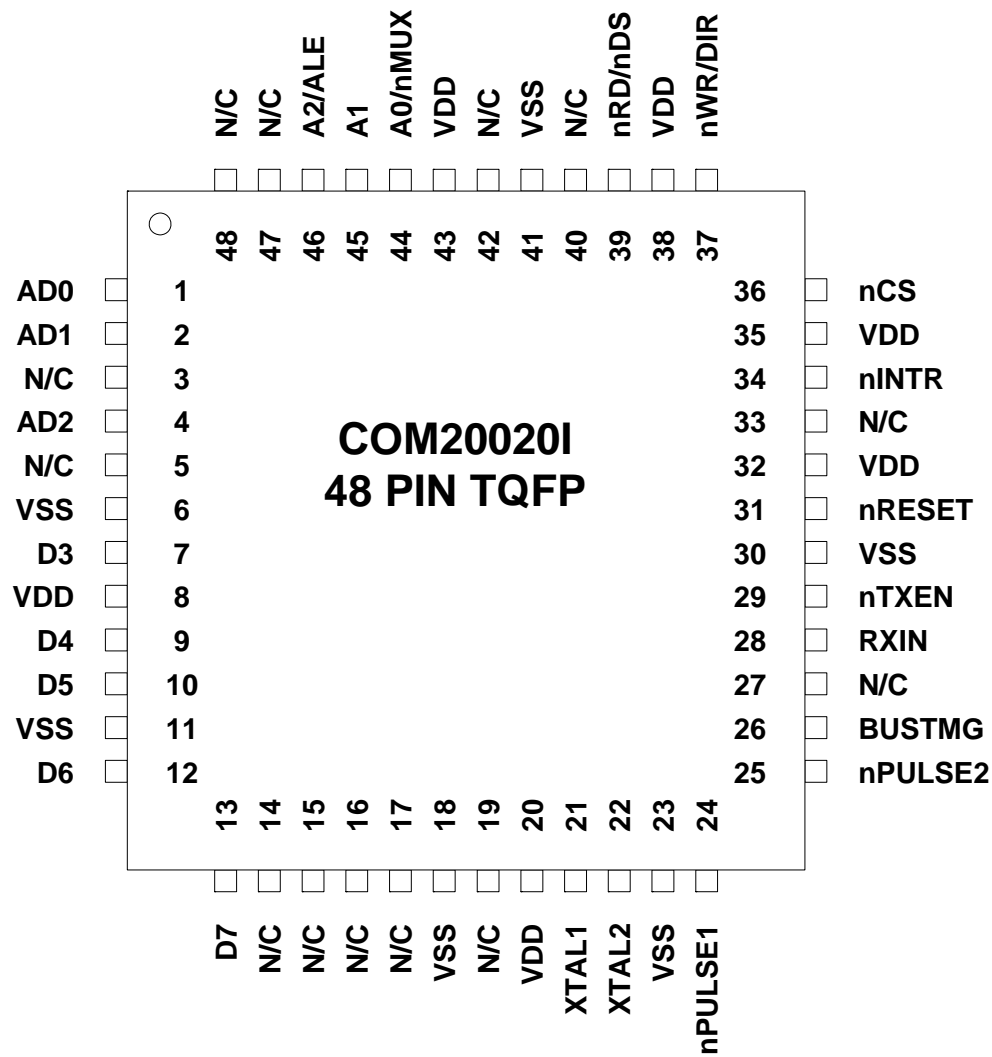 N/C
N/C
A2/ALE
A1
A0/nMUX
VDD
N/C
VSS
N/C
nRD/nDS
VDD
nWR/DIR
48
47
46
45
44
43
42
41
40
39
38
37
AD0 1
AD1 2
N/C 3
AD2 4
N/C 5
VSS 6
D3 7
VDD 8
D4 9
D5 10
VSS 11
D6 12
COM20020I
48 PIN TQFP
36 nCS
35 VDD
34 nINTR
33 N/C
32 VDD
31 nRESET
30 VSS
29 nTXEN
28 RXIN
27 N/C
26 BUSTMG
25 nPULSE2
13
14
15
16
17
18
19
20
21
22
23
24
D7
N/C
N/C
N/C
N/C
VSS
N/C
VDD
XTAL1
XTAL2
VSS
nPULSE1